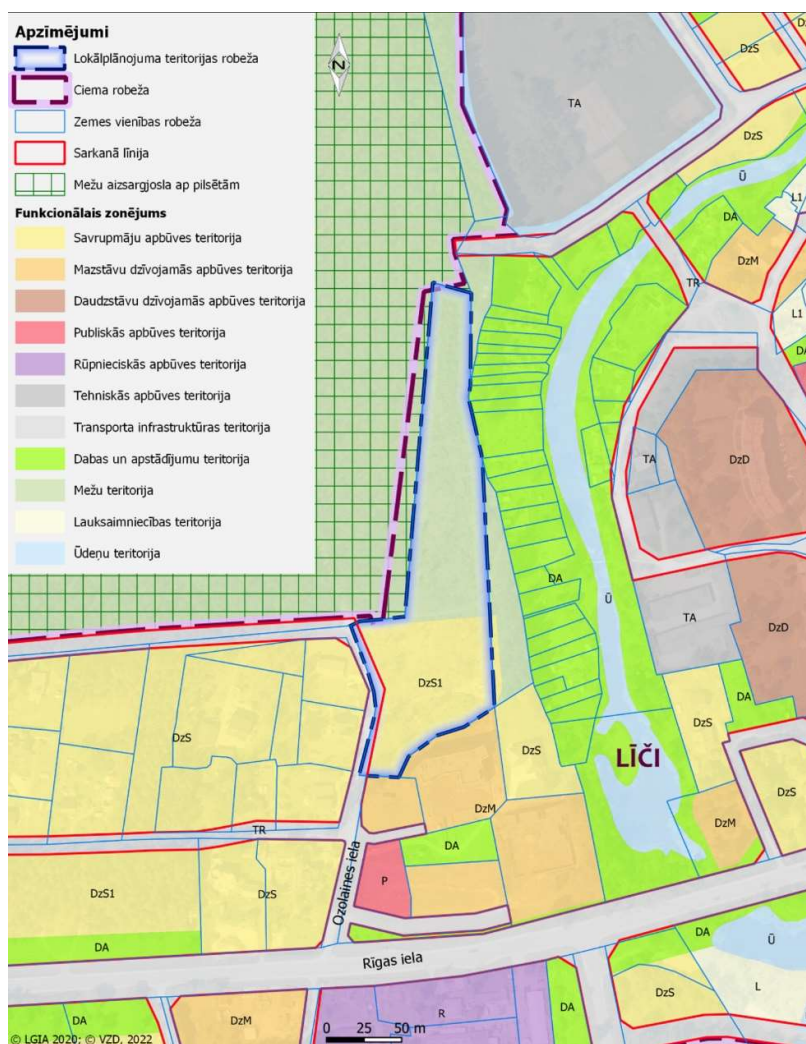 Apzīmējumi
Lokālplānojuma teritorijas robeža
Ciema robeža
Zemes vienības robeža
Sarkanā līnija
Mežu aizsargjosla ap pilsētām
Funkcionālais zonējums
Savrupmāju apbūves teritorija
Mazstāvu dzīvojamās apbūves teritorija
Daudzstāvu dzīvojamās apbūves teritorija
Publiskās apbūves teritorija
Rūpnieciskās apbūves teritorija
Tehniskās apbūves teritorija
Transporta infrastruktūras teritorija
Dabas un apstādījumu teritorija
Mežu teritorija
Lauksaimniecības teritorija
Ūdeņu teritorija
Z
DzS
TA
DzS
Ū
L1
DA
DzM
TR
L1
DA
DzD
TA
DA
Ū
TA
DzD
DzS1
DA
DzS
DzS
DzS
LĪČI
DzS
DzM
DzM
TR
DA
Ozolaines iela
P
DzS1
DzS
DA
DA
Rīgas iela
Ū
DzS
L
R
DA
DA
DzM
0 25 50 m
© LGIA 2020; © VZD, 2022